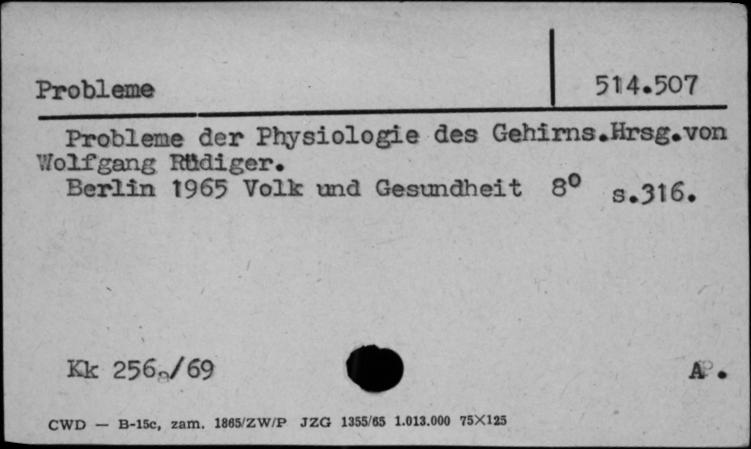 Probleme 514.507
Probleme der Physiologie des Gehirns.Hrsg.von
Wolfgang Rüdiger.
Berlin 1965 Volk und Gesundheit 8° s.316.
Kk 256/69 A.
CWD — B-15c, zam. 1865/ZW/P JZG 1355/65 1.013.000 75×125